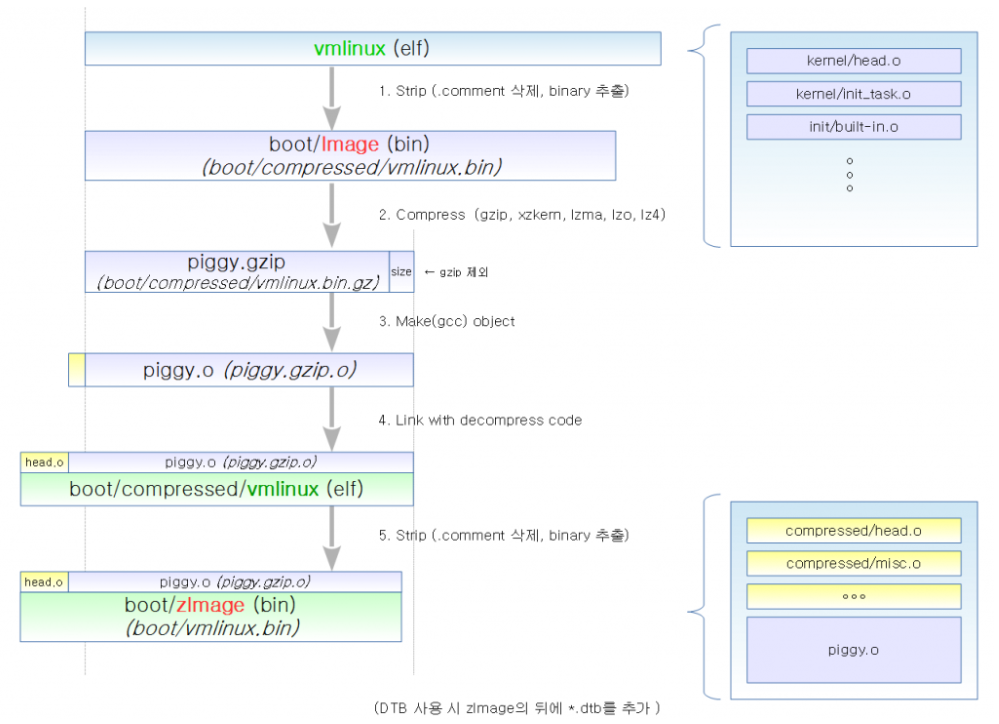 vmlinux (elf)
1. Strip (.comment 삭제, binary 추출)
boot/Image (bin)
(boot/compressed/vmlinux.bin)
2. Compress (gzip, xzkern, lzma, lzo, lz4)
piggy.gzip
(boot/compressed/vmlinux.bin.gz)
size
← gzip 제외
3. Make(gcc) object
piggy.o (piggy.gzip.o)
4. Link with decompress code
head.o
piggy.o (piggy.gzip.o)
boot/compressed/vmlinux (elf)
5. Strip (.comment 삭제, binary 추출)
head.o
piggy.o (piggy.gzip.o)
boot/zImage (bin)
(boot/vmlinux.bin)
kernel/head.o
kernel/init_task.o
init/built-in.o
compressed/head.o
compressed/misc.o
piggy.o
(DTB 사용 시 zImage의 뒤에 *.dtb를 추가 )